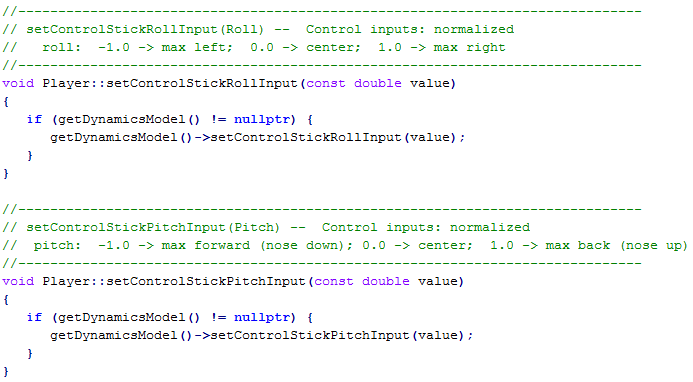 //------------------------------------------------------------------------------
// setControlStickRollInput(Roll) --  Control inputs: normalized
//   roll:  -1.0 -> max left;  0.0 -> center;  1.0 -> max right
//------------------------------------------------------------------------------
void Player::setControlStickRollInput(const double value)
{
   if (getDynamicsModel() != nullptr) {
      getDynamicsModel()->setControlStickRollInput(value);
   }
}

//------------------------------------------------------------------------------
// setControlStickPitchInput(Pitch) --  Control inputs: normalized
//  pitch:  -1.0 -> max forward (nose down); 0.0 -> center;  1.0 -> max back (nose up)
//------------------------------------------------------------------------------
void Player::setControlStickPitchInput(const double value)
{
   if (getDynamicsModel() != nullptr) {
      getDynamicsModel()->setControlStickPitchInput(value);
   }
}